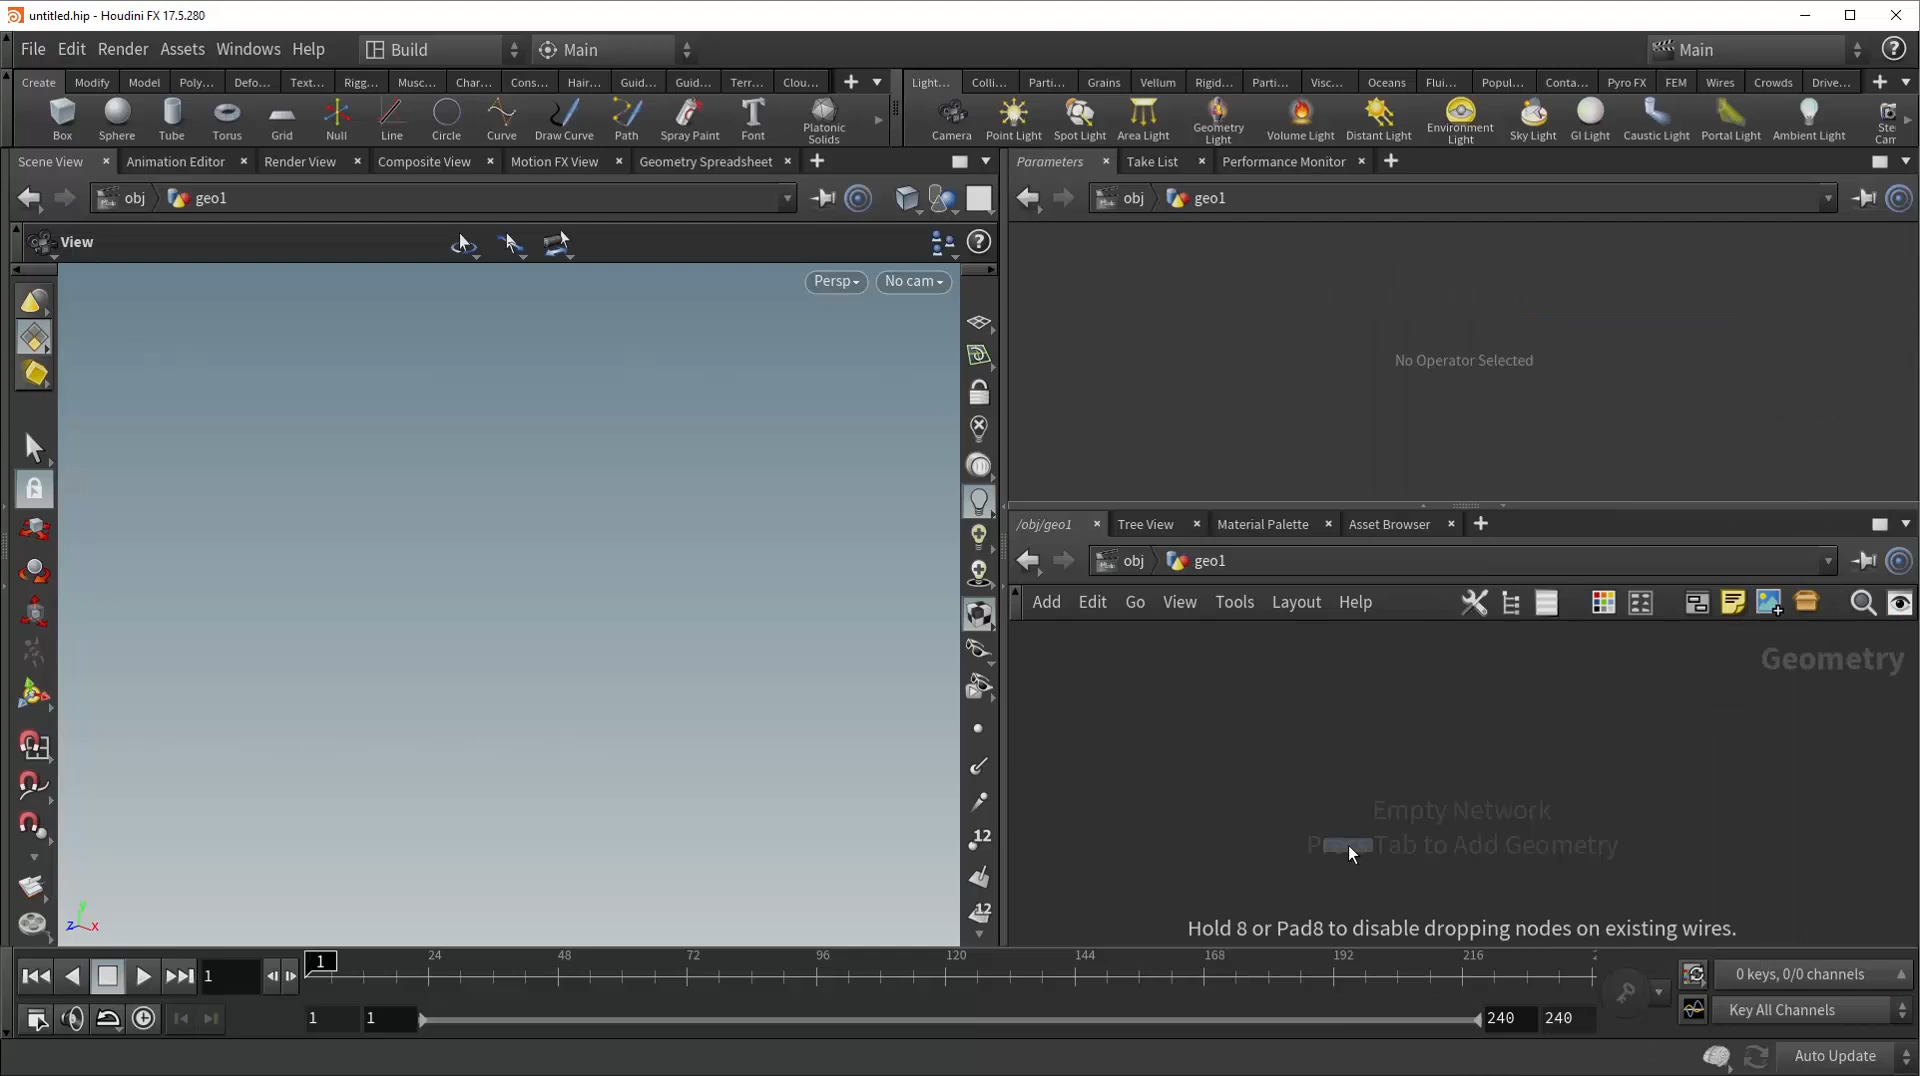 untitled.hip - Houdini FX 17.5.280
File Edit Render Assets Windows Help Build Main Main
Create Modify Model Poly... Defo... Text... Rigg... Musc... Char... Cons... Hair... Guid... Guid... Terr... Clou...
Light... Colli... Parti... Grains Vellum Rigid... Parti... Visc... Oceans Flui... Popul... Conta... Pyro FX FEM Wires Crowds Drive...
Box Sphere Tube Torus Grid Null Line Circle Curve Draw Curve Path Spray Paint Font Platonic Solids
Camera Point Light Spot Light Area Light Geometry Light Volume Light Distant Light Environment Light Sky Light GI Light Caustic Light Portal Light Ambient Light Ste Cam
Scene View Animation Editor Render View Composite View Motion FX View Geometry Spreadsheet
Parameters Take List Performance Monitor
obj geo1
obj geo1
View
Persp No cam
No Operator Selected
/obj/geo1 Tree View Material Palette Asset Browser
obj geo1
Add Edit Go View Tools Layout Help
Geometry
Empty Network
Tab to Add Geometry
Hold 8 or Pad8 to disable dropping nodes on existing wires.
12
12
z y x
1 1 24 48 72 96 120 144 168 192 216 2
0 keys, 0/0 channels
1 1 240 240 Key All Channels
Auto Update